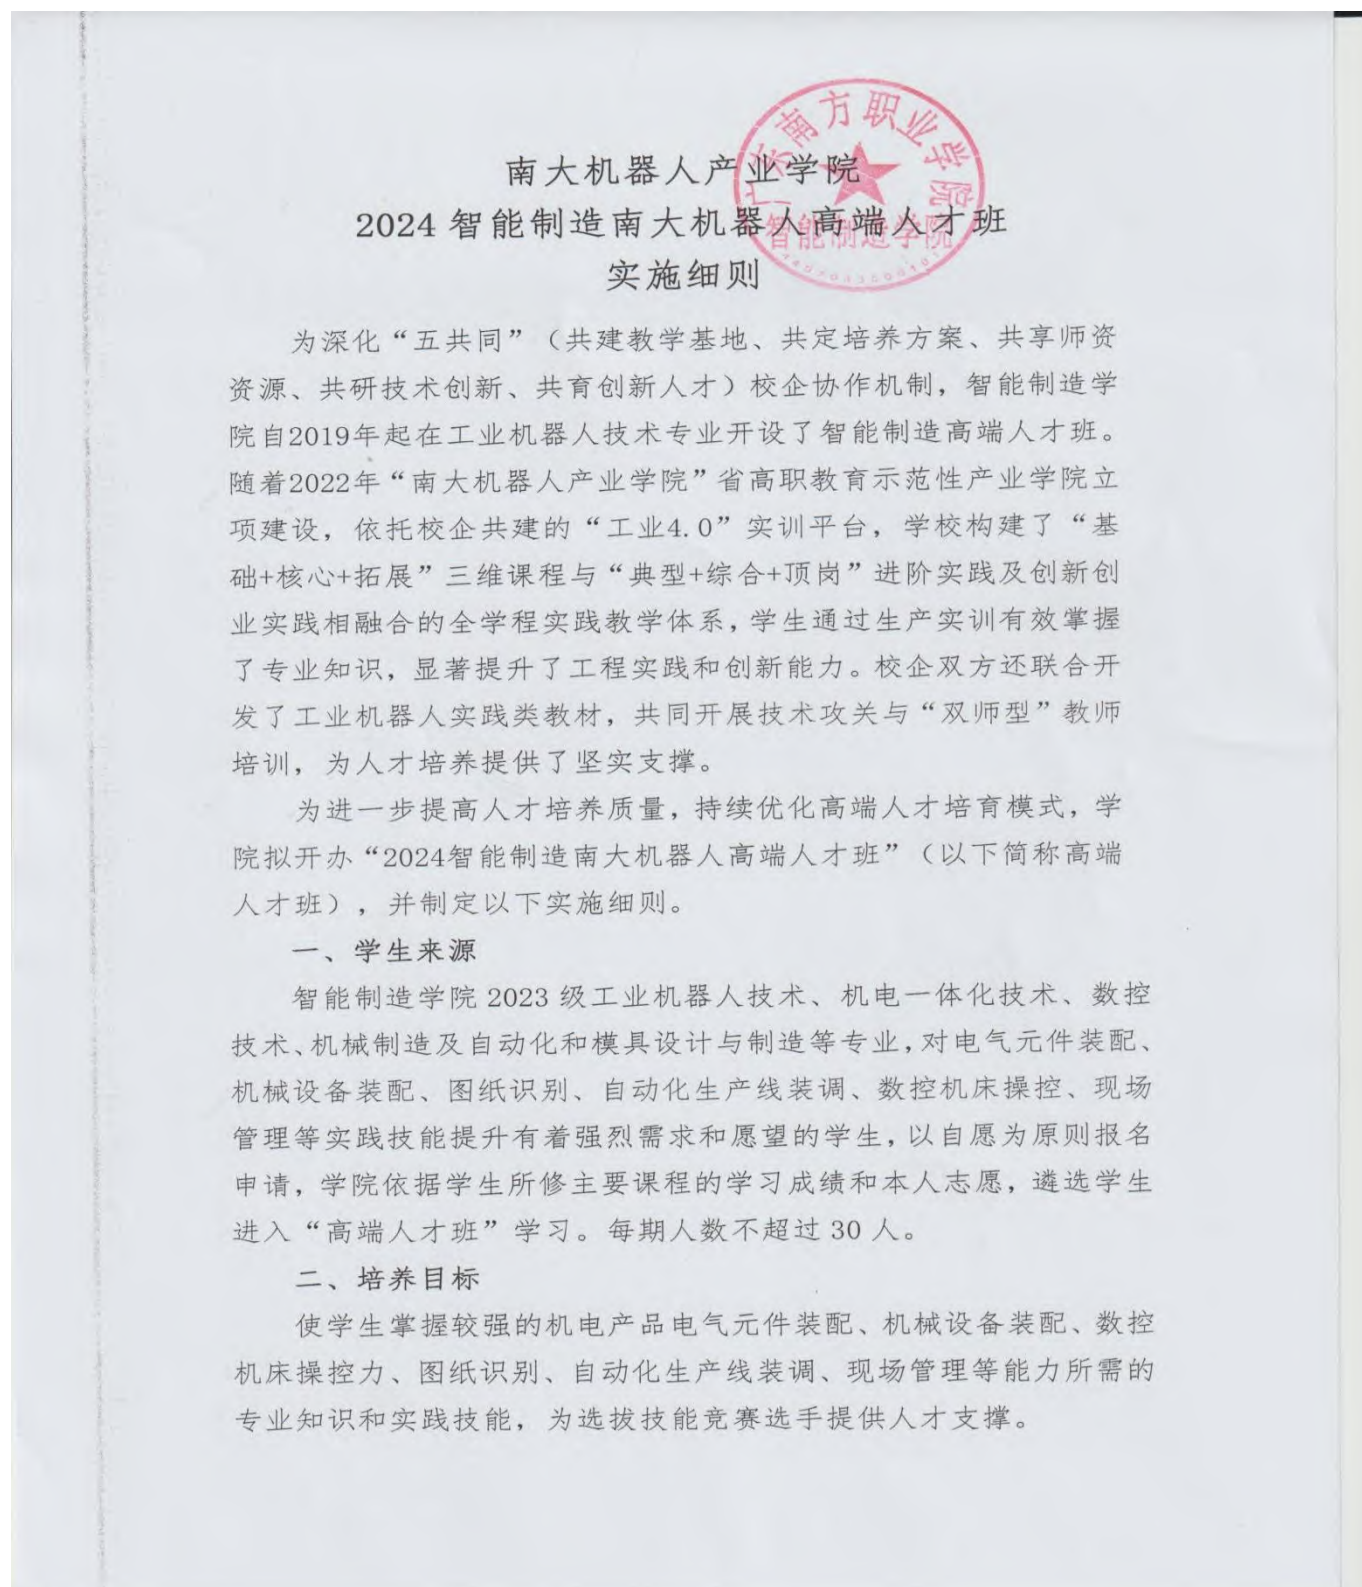 广东南方职业学院
智能制造学院
南大机器人产业学院
2024 智能制造南大机器人高端人才班
实施细则
为深化“五共同”（共建教学基地、共定培养方案、共享师资
资源、共研技术创新、共育创新人才）校企协作机制，智能制造学
院自2019年起在工业机器人技术专业开设了智能制造高端人才班。
随着2022年“南大机器人产业学院”省高职教育示范性产业学院立
项建设，依托校企共建的“工业4.0”实训平台，学校构建了“基
础+核心+拓展”三维课程与“典型+综合+顶岗”进阶实践及创新创
业实践相融合的全学程实践教学体系，学生通过生产实训有效掌握
了专业知识，显著提升了工程实践和创新能力。校企双方还联合开
发了工业机器人实践类教材，共同开展技术攻关与“双师型”教师
培训，为人才培养提供了坚实支撑。
为进一步提高人才培养质量，持续优化高端人才培育模式，学
院拟开办“2024智能制造南大机器人高端人才班”（以下简称高端
人才班），并制定以下实施细则。
一、学生来源
智能制造学院 2023 级工业机器人技术、机电一体化技术、数控
技术、机械制造及自动化和模具设计与制造等专业，对电气元件装配、
机械设备装配、图纸识别、自动化生产线装调、数控机床操控、现场
管理等实践技能提升有着强烈需求和愿望的学生，以自愿为原则报名
申请，学院依据学生所修主要课程的学习成绩和本人志愿，遴选学生
进入“高端人才班”学习。每期人数不超过 30 人。
二、培养目标
使学生掌握较强的机电产品电气元件装配、机械设备装配、数控
机床操控力、图纸识别、自动化生产线装调、现场管理等能力所需的
专业知识和实践技能，为选拔技能竞赛选手提供人才支撑。